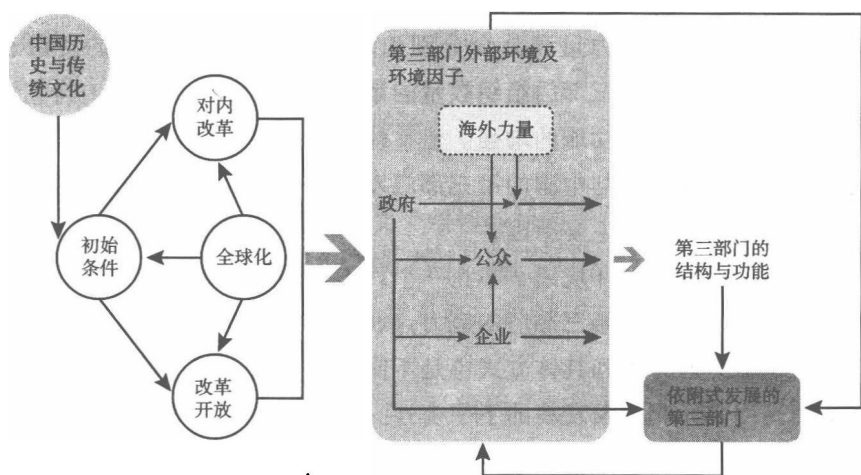 中国历
史与传
统文化
对内
改革
初始
条件
全球化
改革
开放
第三部门外部环境及
环境因子
海外力量
政府
公众
企业
第三部门的
结构与功能
依附式发展的
第三部门